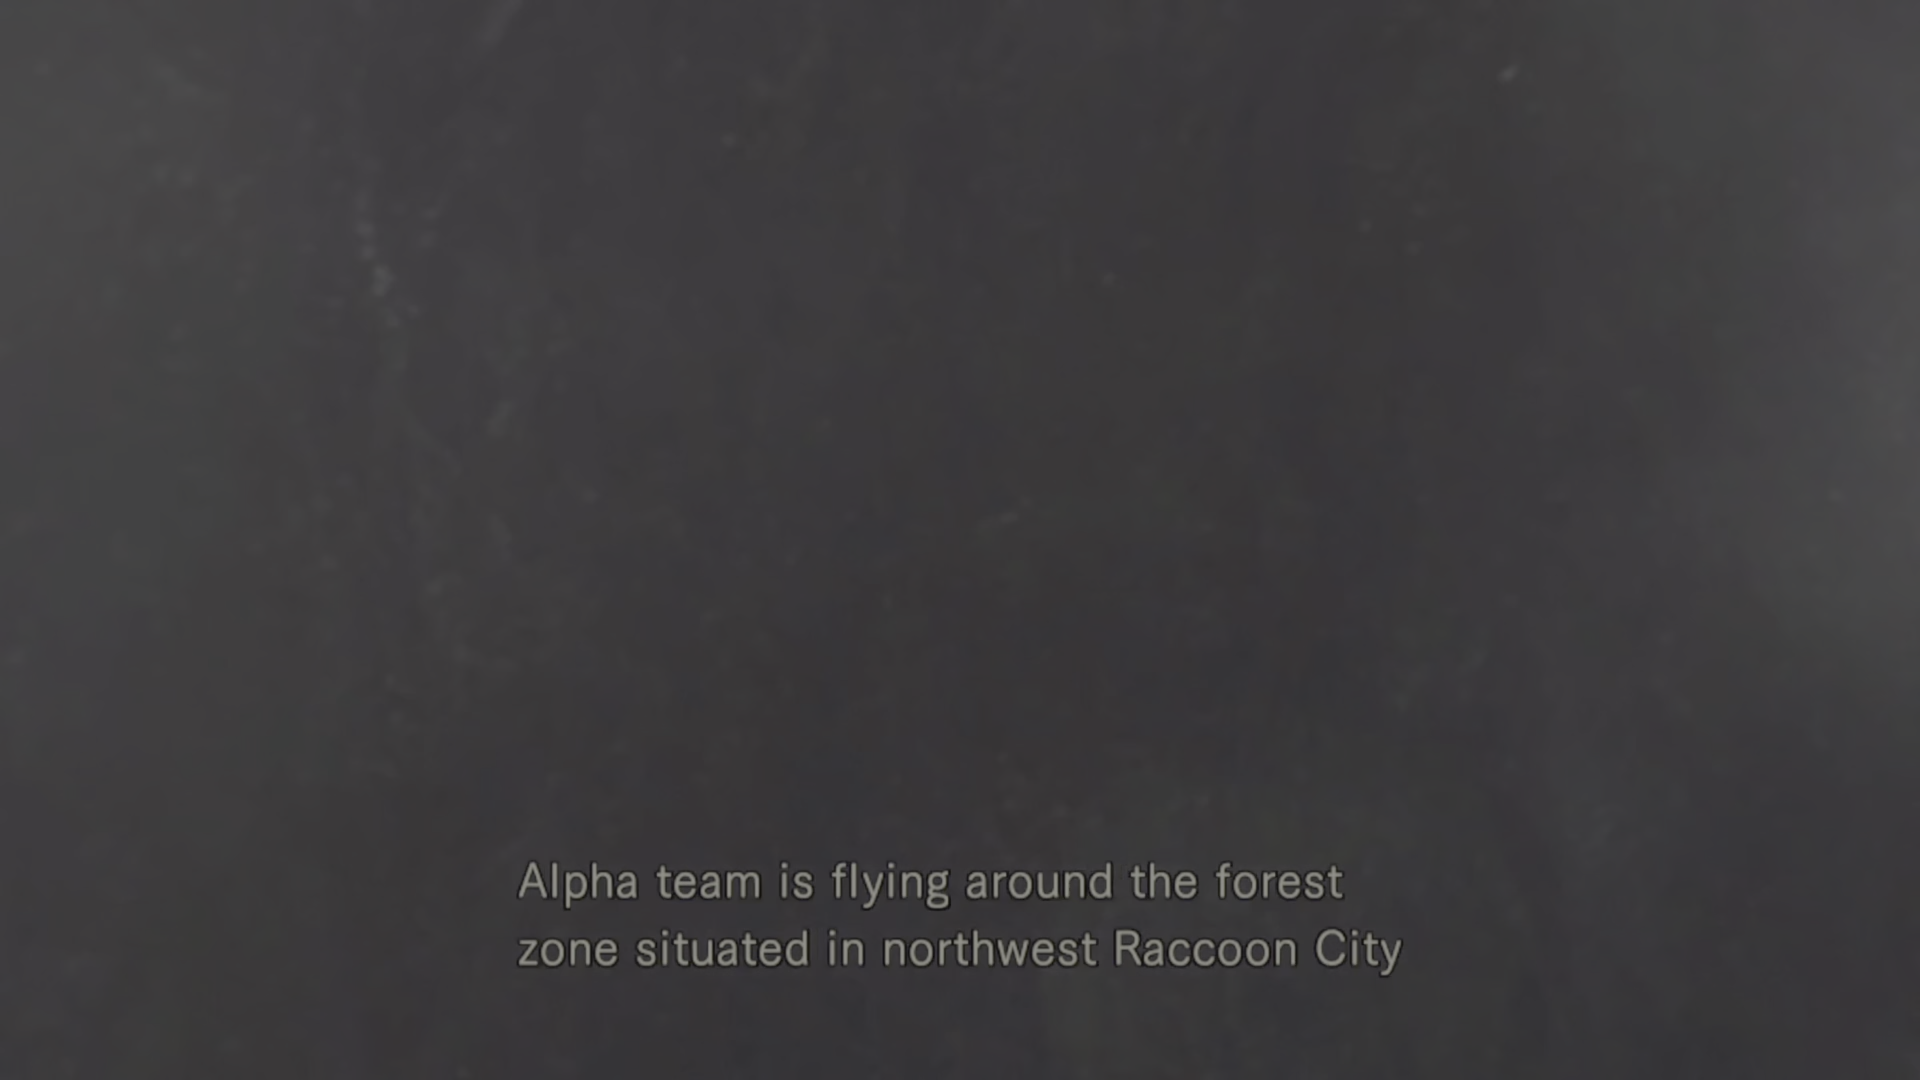 Alpha team is flying around the forest
zone situated in northwest Raccoon City